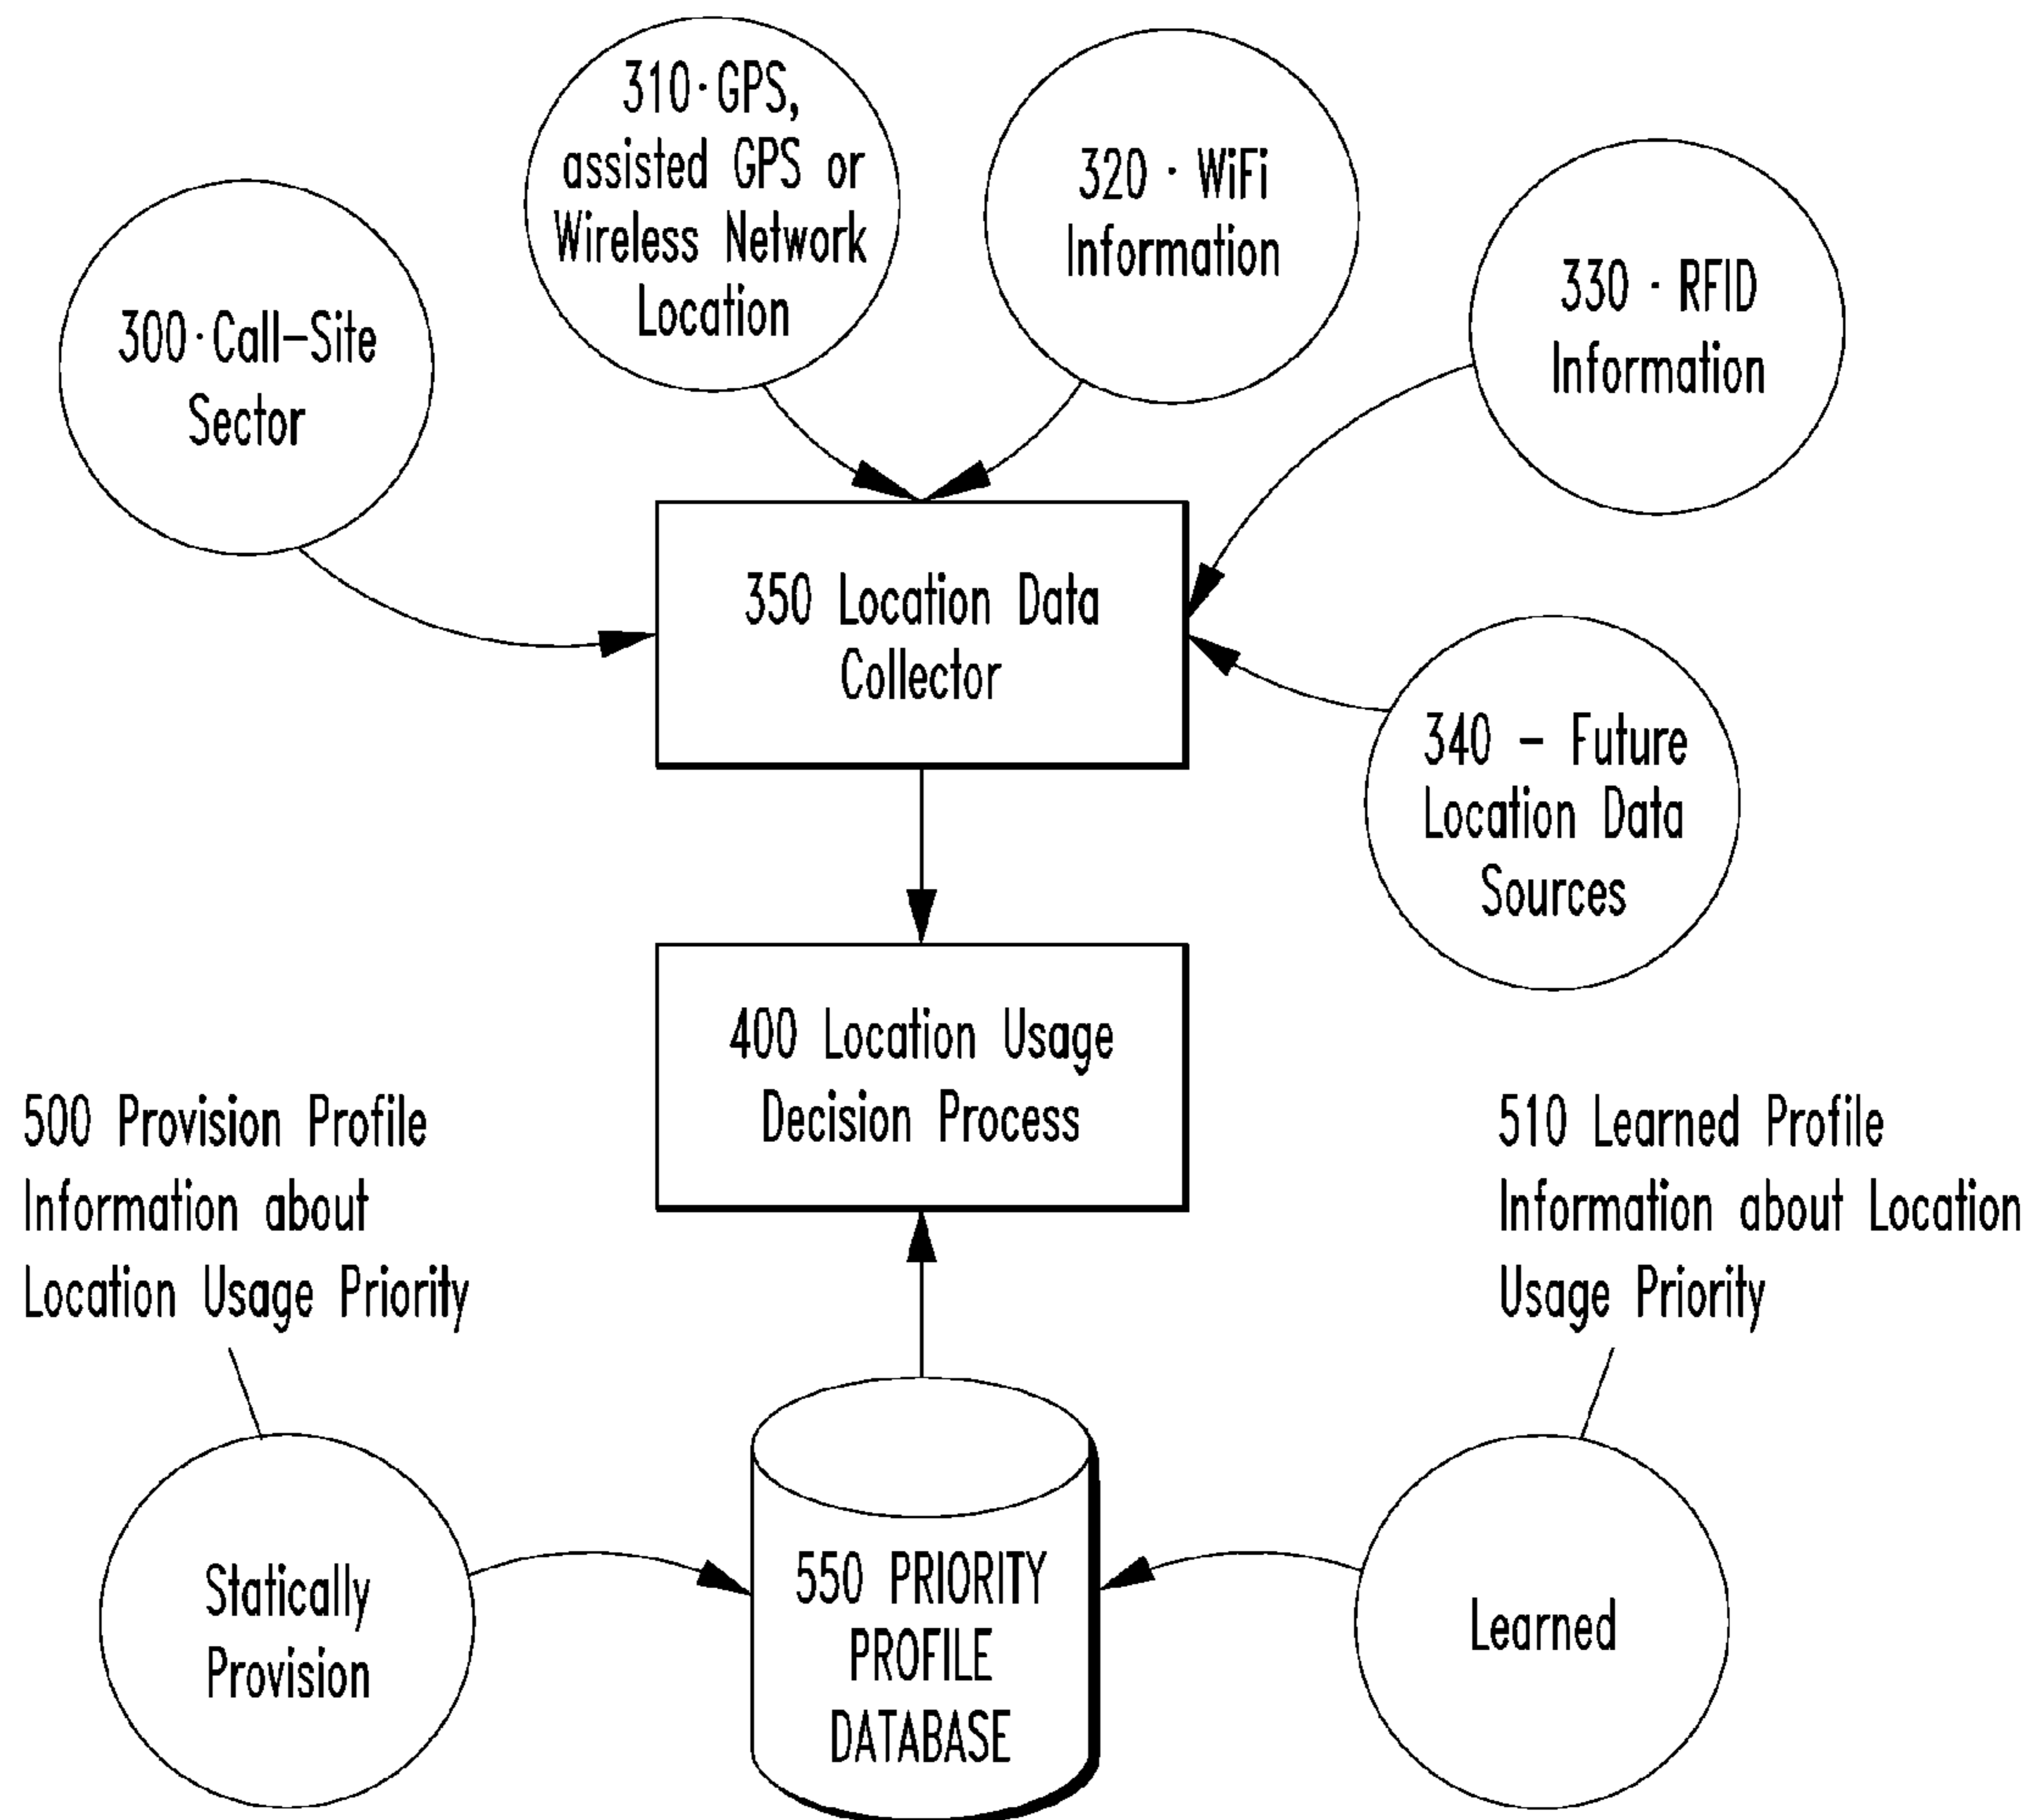 310·GPS,
assisted GPS or
Wireless Network
Location
320 · WiFi
Information
330 · RFID
Information
300·Call-Site
Sector
350 Location Data
Collector
340 - Future
Location Data
Sources
400 Location Usage
Decision Process
500 Provision Profile
Information about
Location Usage Priority
510 Learned Profile
Information about Location
Usage Priority
Statically
Provision
550 PRIORITY
PROFILE
DATABASE
Learned